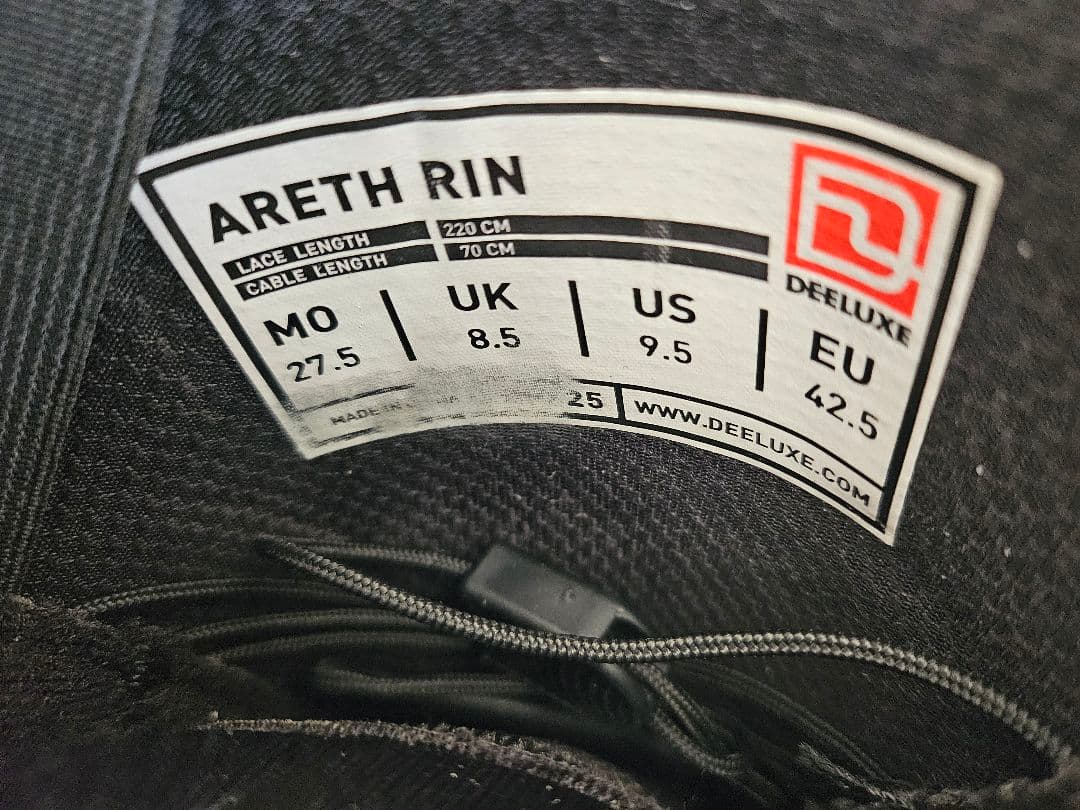 ARETH RIN
LACE LENGTH 220 CM
CABLE LENGTH 70 CM
DEELUXE
MO UK US EU
27.5 8.5 9.5 42.5
MADE IN 25 WWW.DEELUXE.COM